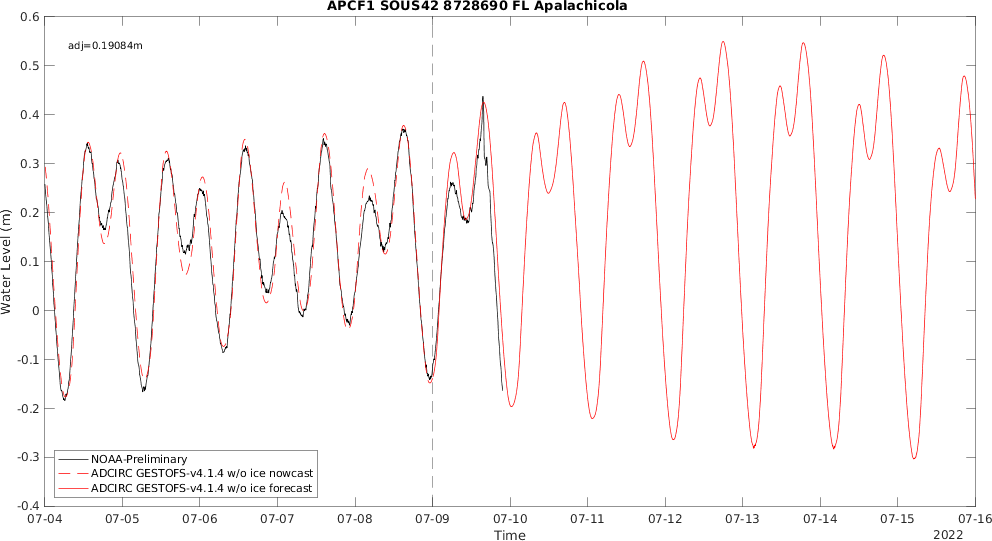 APCF1 SOUS42 8728690 FL Apalachicola
adj=0.19084m
Water Level (m)
0.6
0.5
0.4
0.3
0.2
0.1
0
-0.1
-0.2
-0.3
-0.4
NOAA-Preliminary
ADCIRC GESTOFS-v4.1.4 w/o ice nowcast
ADCIRC GESTOFS-v4.1.4 w/o ice forecast
07-04 07-05 07-06 07-07 07-08 07-09 07-10 07-11 07-12 07-13 07-14 07-15 07-16
Time
2022